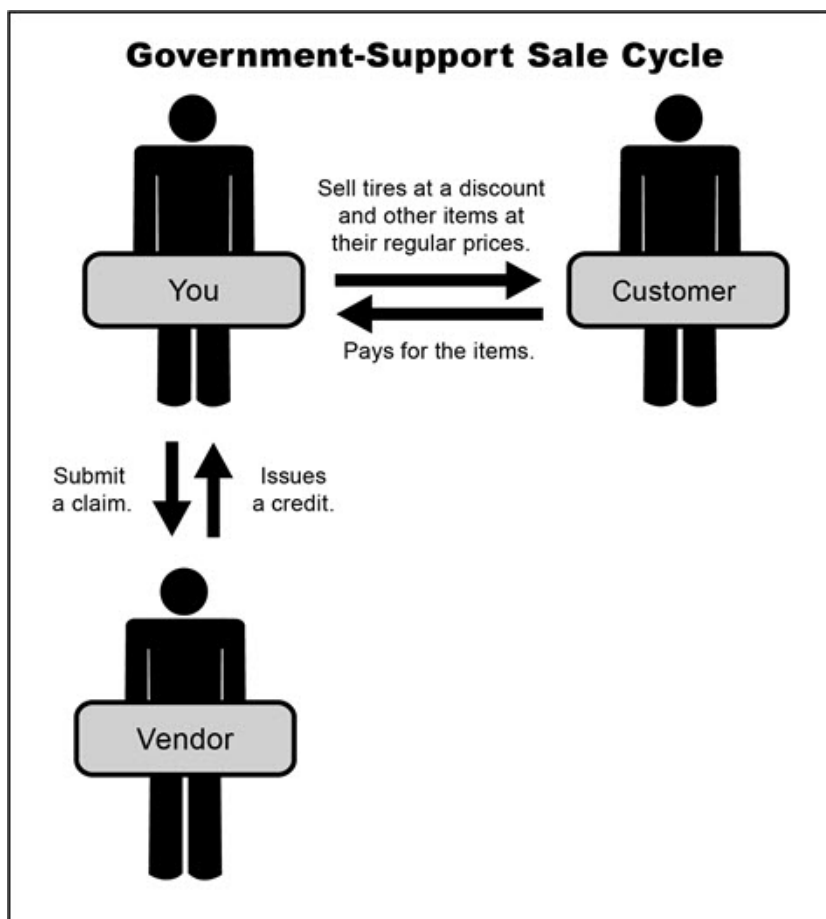 Government-Support Sale Cycle
Sell tires at a discount
and other items at
their regular prices.
You
Customer
Pays for the items.
Submit
a claim.
Issues
a credit.
Vendor